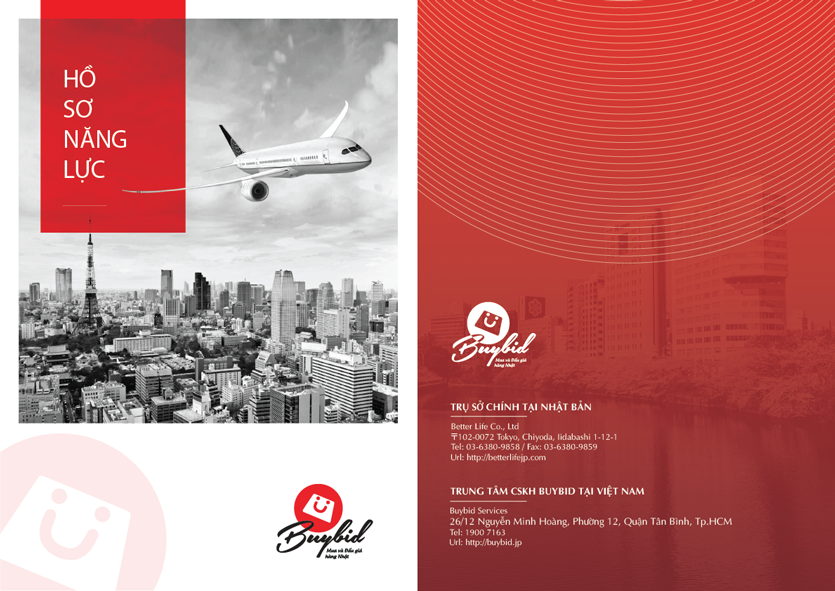 HỒ
SƠ
NĂNG
LỰC
Buybid
Mua và Đấu giá
hàng Nhật
Buybid
Mua và Đấu giá
hàng Nhật
TRỤ SỞ CHÍNH TẠI NHẬT BẢN
Better Life Co., Ltd
〒102-0072 Tokyo, Chiyoda, Iidabashi 1-12-1
Tel: 03-6380-9858 / Fax: 03-6380-9859
Url: http://betterlifejp.com
TRUNG TÂM CSKH BUYBID TẠI VIỆT NAM
Buybid Services
26/12 Nguyễn Minh Hoàng, Phường 12, Quận Tân Bình, Tp.HCM
Tel: 1900 7163
Url: http://buybid.jp